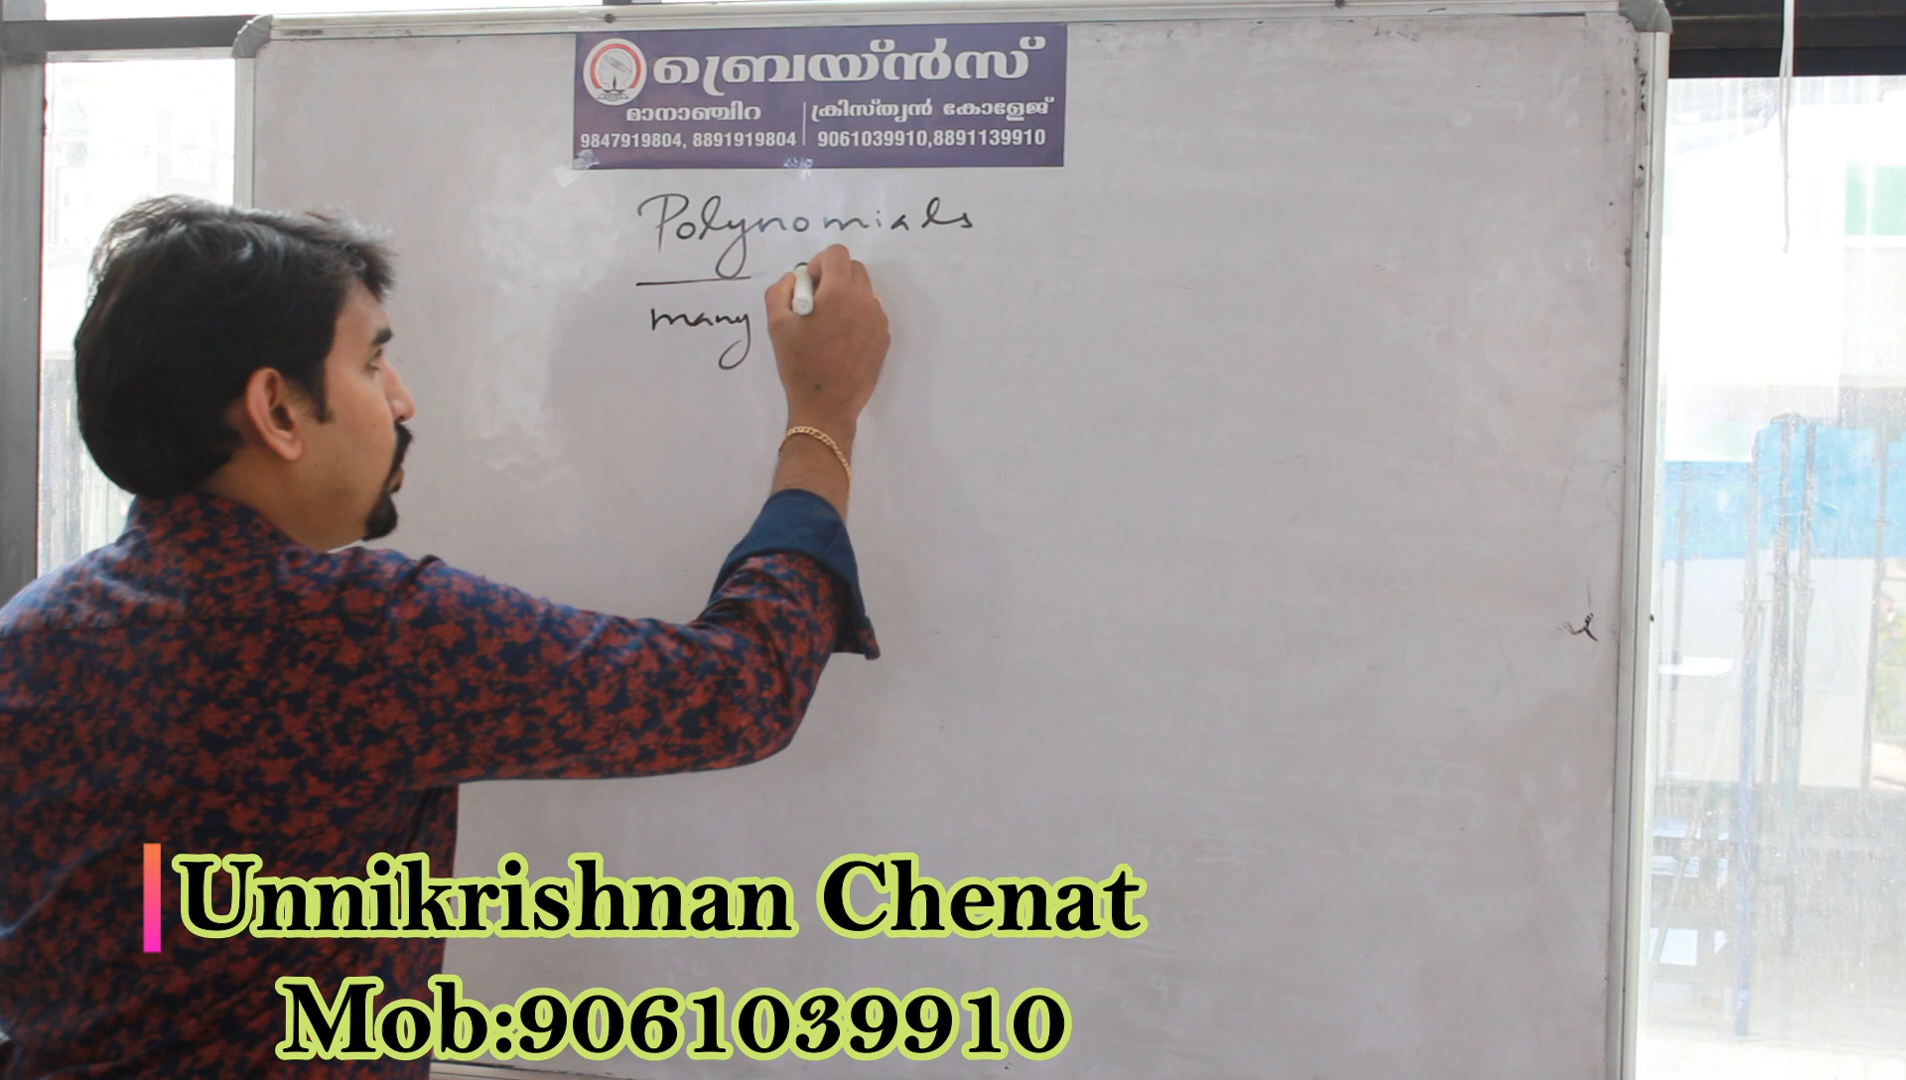 ബ്രെയ്ൻസ്
മാനാഞ്ചിറ
9847919804, 8891919804
ക്രിസ്ത്യൻ കോളേജ്
9061039910,8891139910
Polynomials
many
Unnikrishnan Chenat
Mob:9061039910